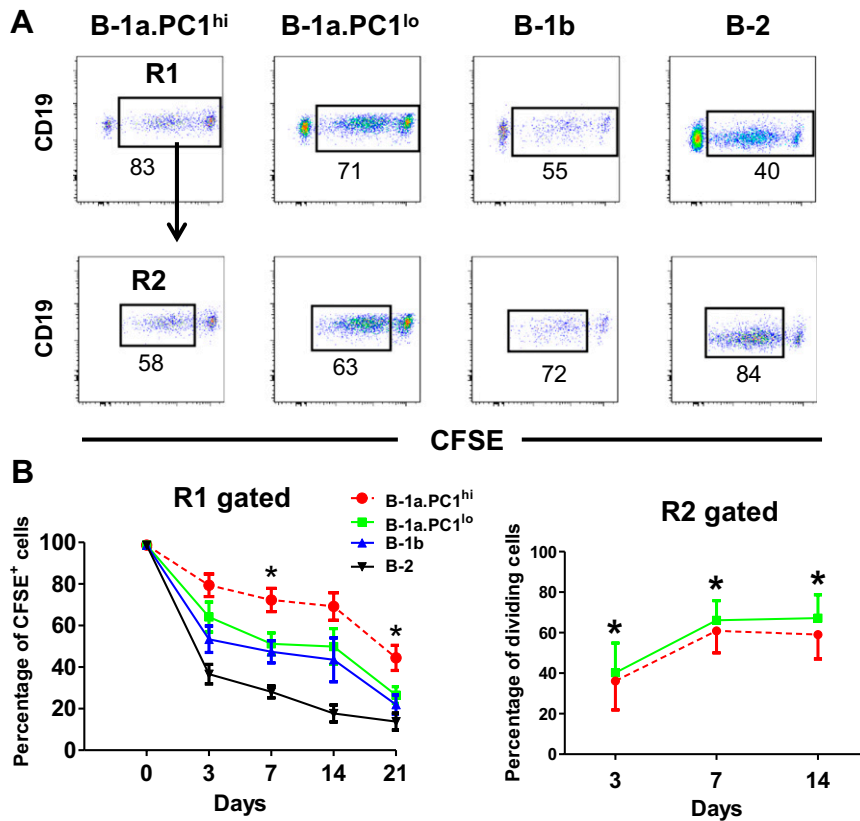 A
B-1a.PC1hi B-1a.PC1lo B-1b B-2
CD19
R1
83 71 55 40
CD19
R2
58 63 72 84
CFSE
B
R1 gated
B-1a.PC1hi
B-1a.PC1lo
B-1b
B-2
Percentage of CFSE+ cells
100
80
60
40
20
0
*
*
0 3 7 14 21
Days
R2 gated
Percentage of dividing cells
100
80
60
40
20
0
* * *
3 7 14
Days